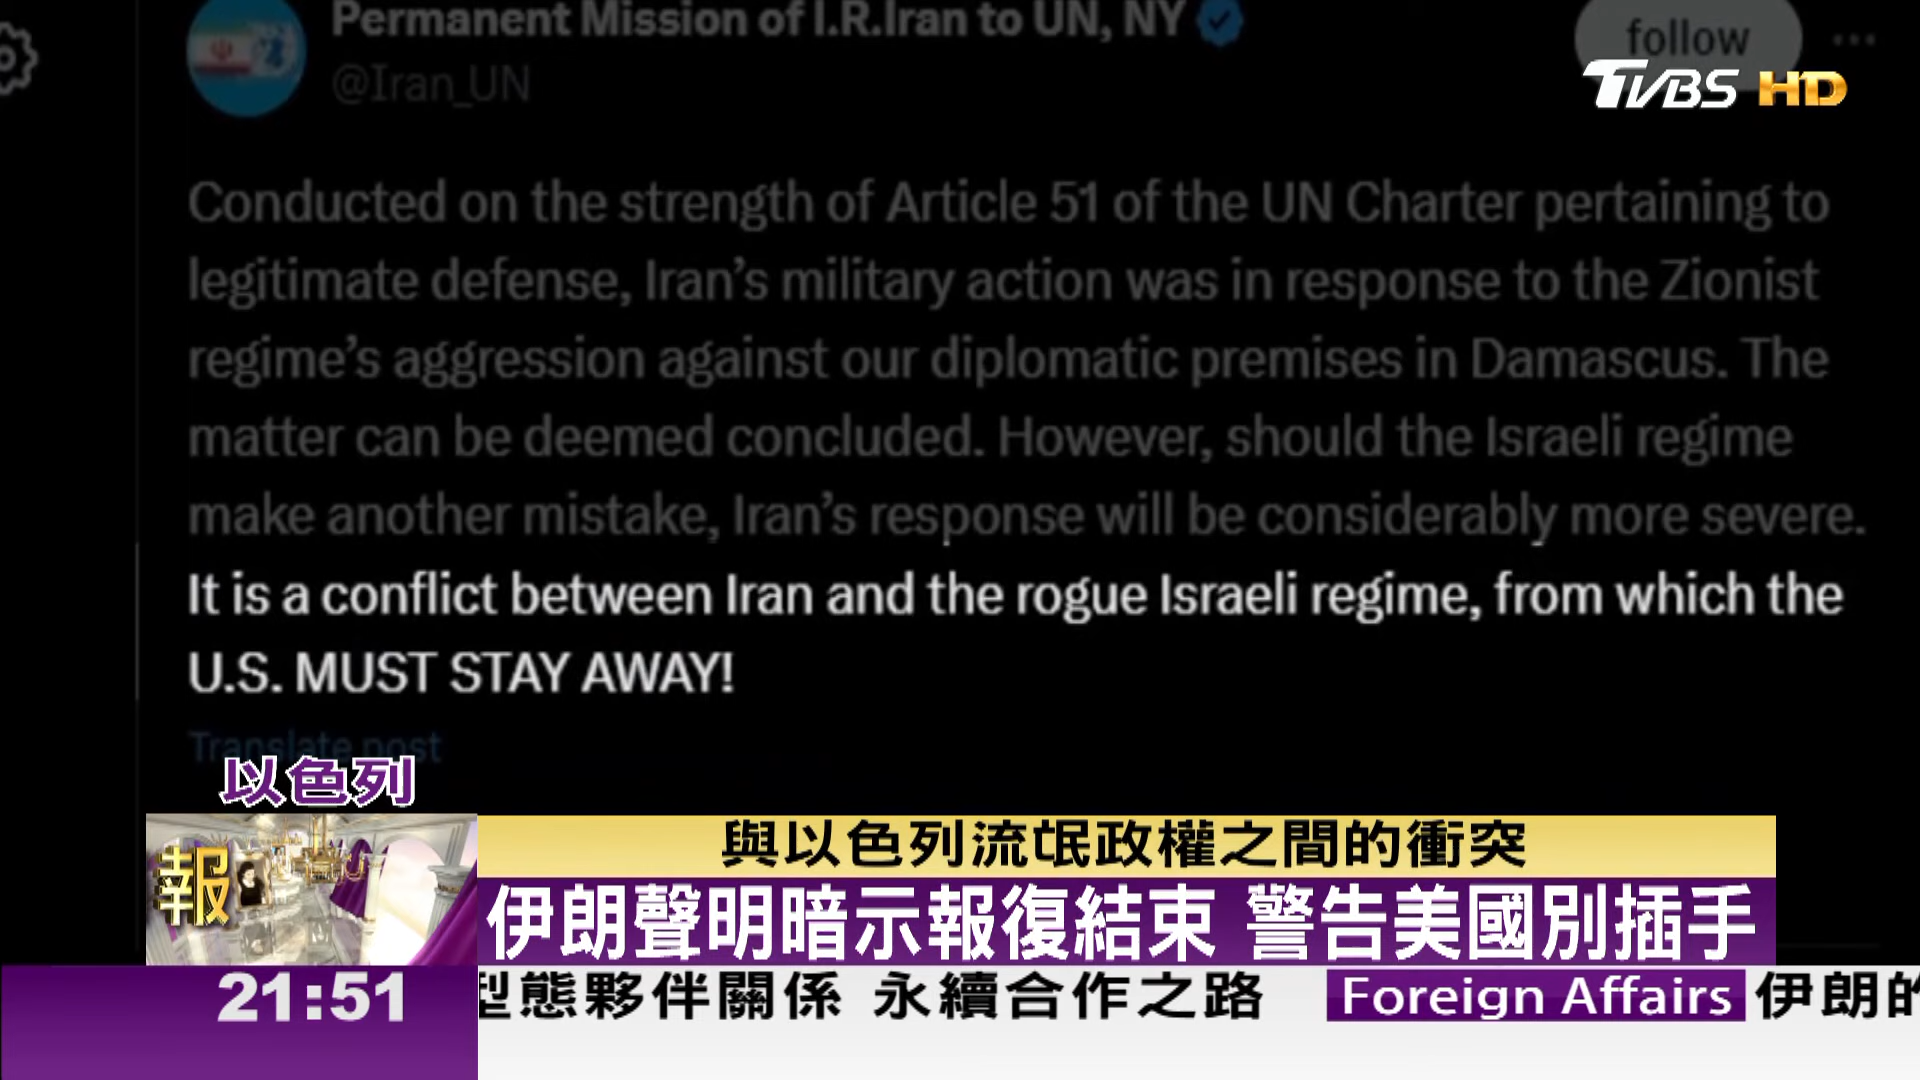 Permanent Mission of I.R.Iran to UN, NY
follow
@Iran_UN
TVBS HD
Conducted on the strength of Article 51 of the UN Charter pertaining to
legitimate defense, Iran's military action was in response to the Zionist
regime's aggression against our diplomatic premises in Damascus. The
matter can be deemed concluded. However, should the Israeli regime
make another mistake, Iran's response will be considerably more severe.
It is a conflict between Iran and the rogue Israeli regime, from which the
U.S. MUST STAY AWAY!
Translate post
以色列
報
與以色列流氓政權之間的衝突
伊朗聲明暗示報復結束 警告美國別插手
21:51
型態夥伴關係 永續合作之路 Foreign Affairs 伊朗的